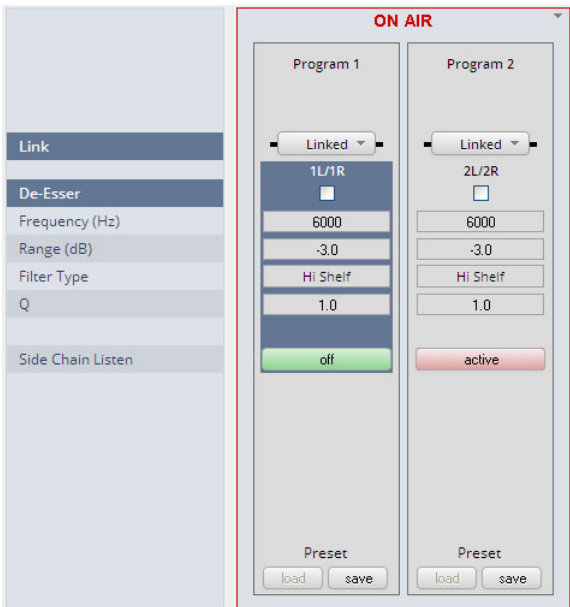 ON AIR
Program 1 Program 2
Link Linked Linked
1L/1R 2L/2R
De-Esser
Frequency (Hz) 6000 6000
Range (dB) -3.0 -3.0
Filter Type Hi Shelf Hi Shelf
Q 1.0 1.0
Side Chain Listen off active
Preset Preset
load save load save